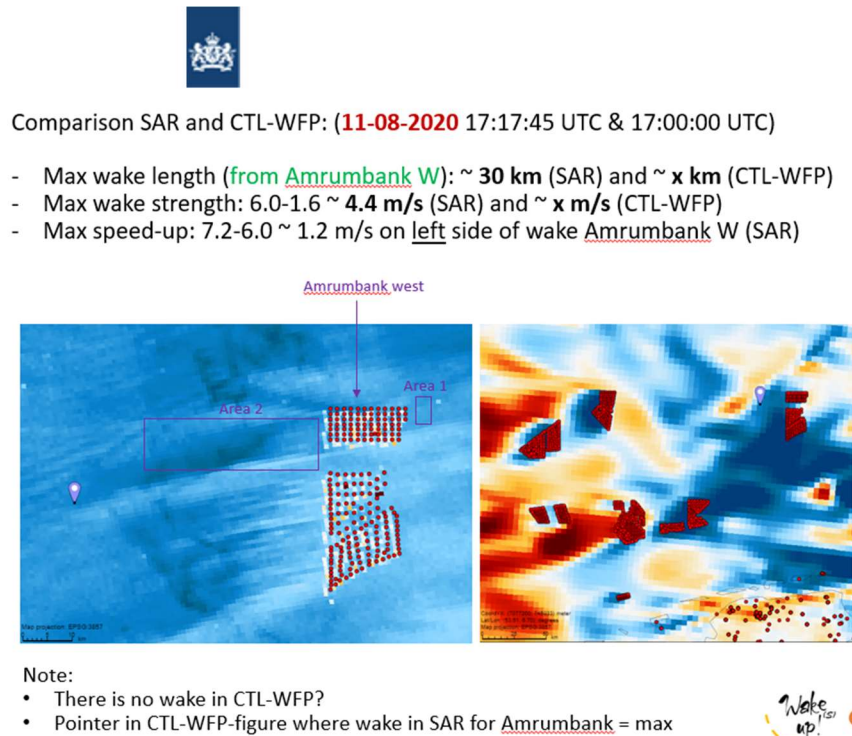 Comparison SAR and CTL-WFP: (11-08-2020 17:17:45 UTC & 17:00:00 UTC)
- Max wake length (from Amrumbank W): ~ 30 km (SAR) and ~ x km (CTL-WFP)
- Max wake strength: 6.0-1.6 ~ 4.4 m/s (SAR) and ~ x m/s (CTL-WFP)
- Max speed-up: 7.2-6.0 ~ 1.2 m/s on left side of wake Amrumbank W (SAR)
Amrumbank west
Area 1
Area 2
Map projection: EPSG:3857
Note:
• There is no wake in CTL-WFP?
• Pointer in CTL-WFP-figure where wake in SAR for Amrumbank = max
Wake
(s)
up!